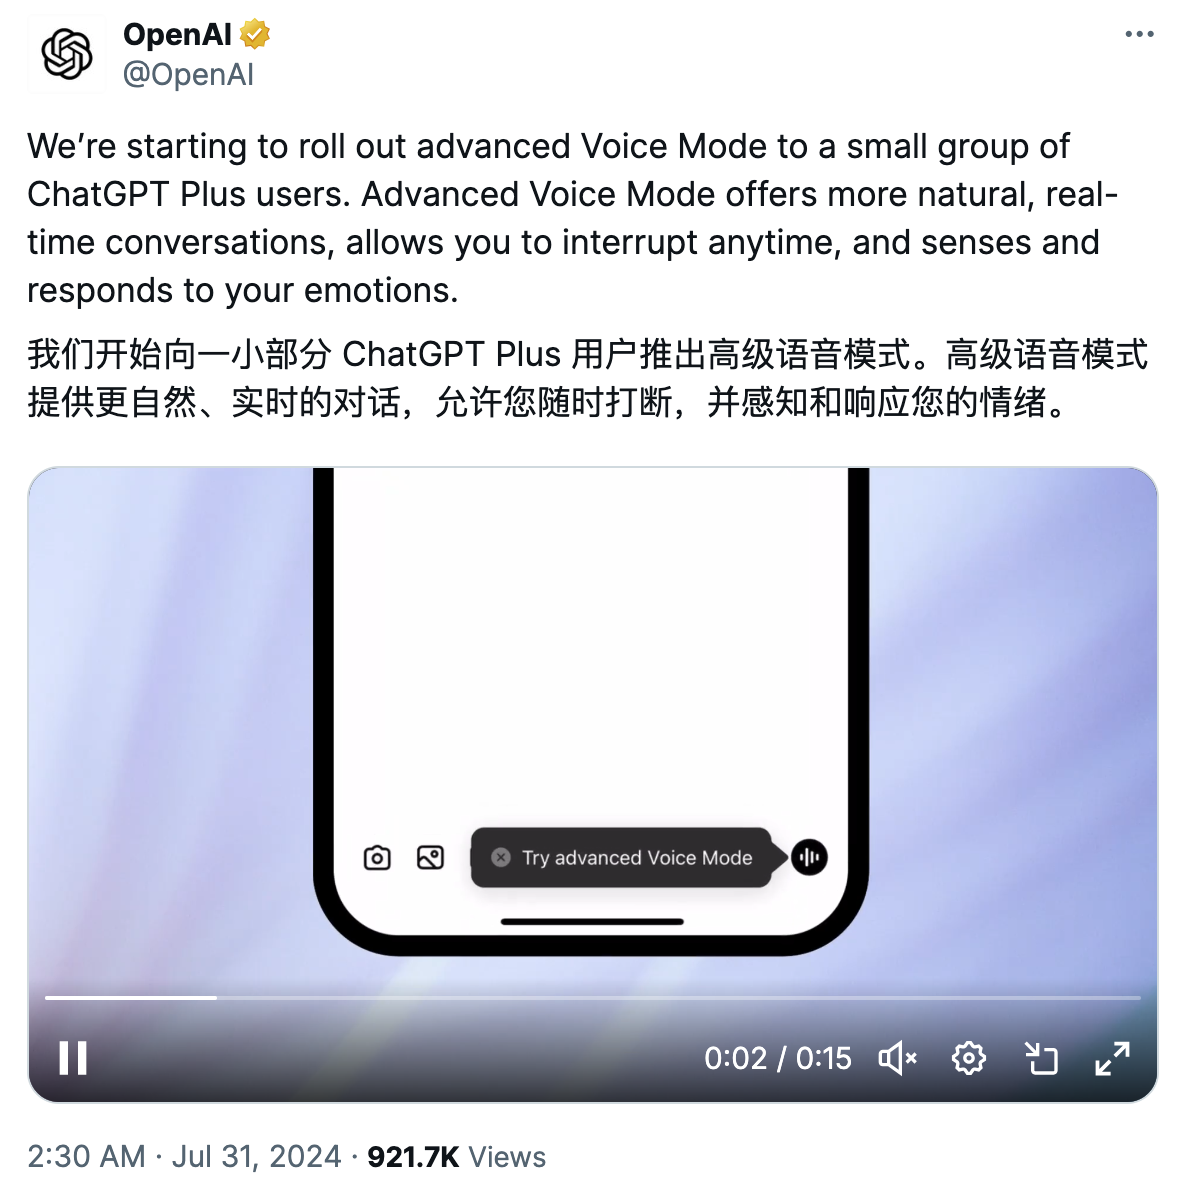 OpenAI
@OpenAI
We’re starting to roll out advanced Voice Mode to a small group of
ChatGPT Plus users. Advanced Voice Mode offers more natural, real-
time conversations, allows you to interrupt anytime, and senses and
responds to your emotions.
我们开始向一小部分 ChatGPT Plus 用户推出高级语音模式。高级语音模式
提供更自然、实时的对话，允许您随时打断，并感知和响应您的情绪。
Try advanced Voice Mode
0:02 / 0:15
2:30 AM · Jul 31, 2024 · 921.7K Views